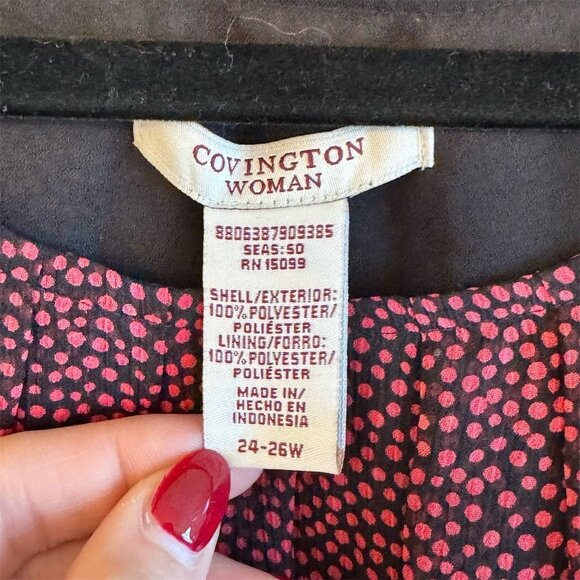 COVINGTON
WOMAN
8806387909385
SEAS:50
RN 15099
SHELL/EXTERIOR:
100% POLYESTER/
POLIÉSTER
LINING/FORRO:
100% POLYESTER/
POLIÉSTER
MADE IN/
HECHO EN
INDONESIA
24-26W